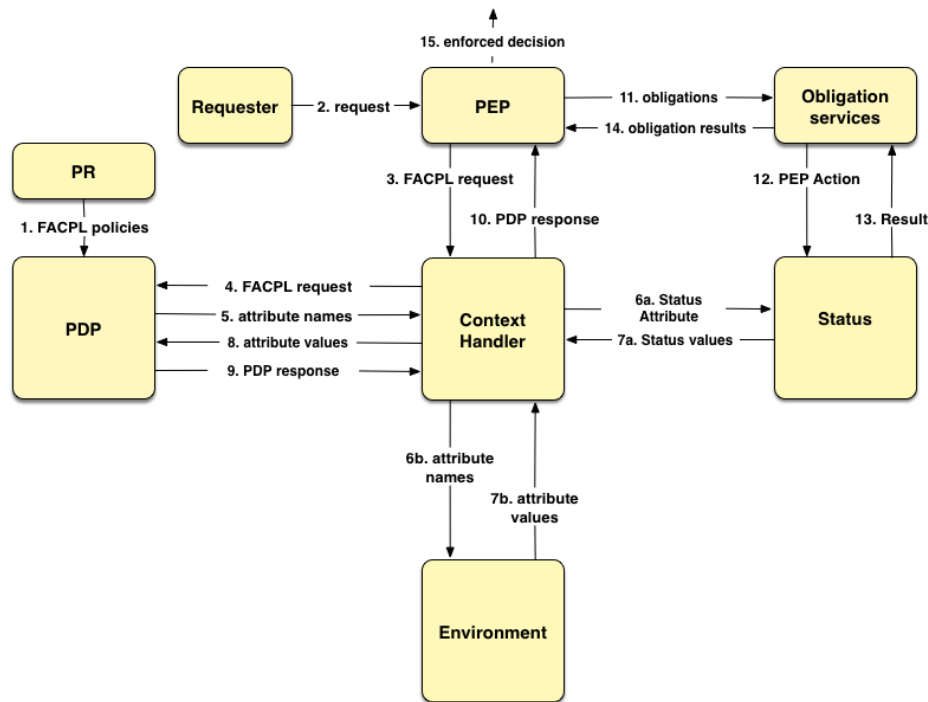 15. enforced decision
Requester
2. request
PEP
11. obligations
14. obligation results
Obligation
services
PR
1. FACPL policies
3. FACPL request
10. PDP response
12. PEP Action
13. Result
PDP
4. FACPL request
5. attribute names
8. attribute values
9. PDP response
Context
Handler
6a. Status
Attribute
7a. Status values
Status
6b. attribute
names
7b. attribute
values
Environment